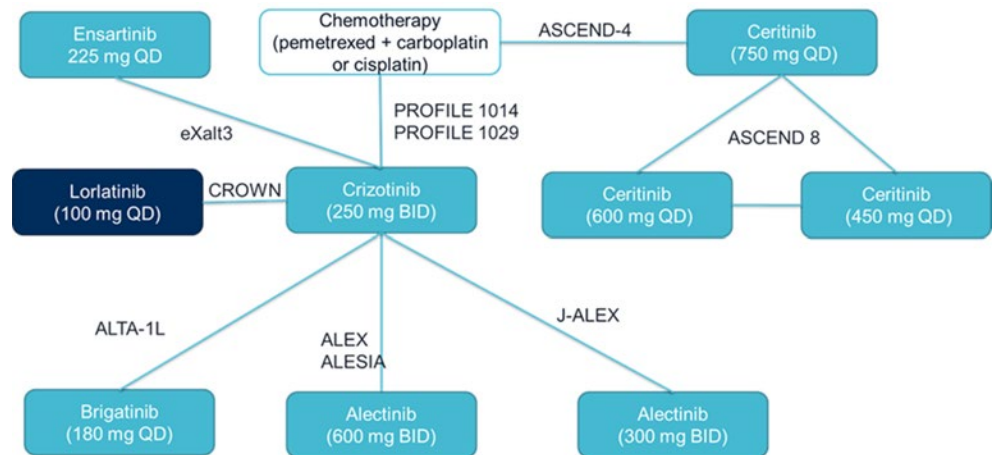 Ensartinib
225 mg QD
Chemotherapy
(pemetrexed + carboplatin
or cisplatin)
ASCEND-4
Ceritinib
(750 mg QD)
eXalt3
PROFILE 1014
PROFILE 1029
ASCEND 8
Lorlatinib
(100 mg QD)
CROWN
Crizotinib
(250 mg BID)
Ceritinib
(600 mg QD)
Ceritinib
(450 mg QD)
ALTA-1L
ALEX
ALESIA
J-ALEX
Brigatinib
(180 mg QD)
Alectinib
(600 mg BID)
Alectinib
(300 mg BID)